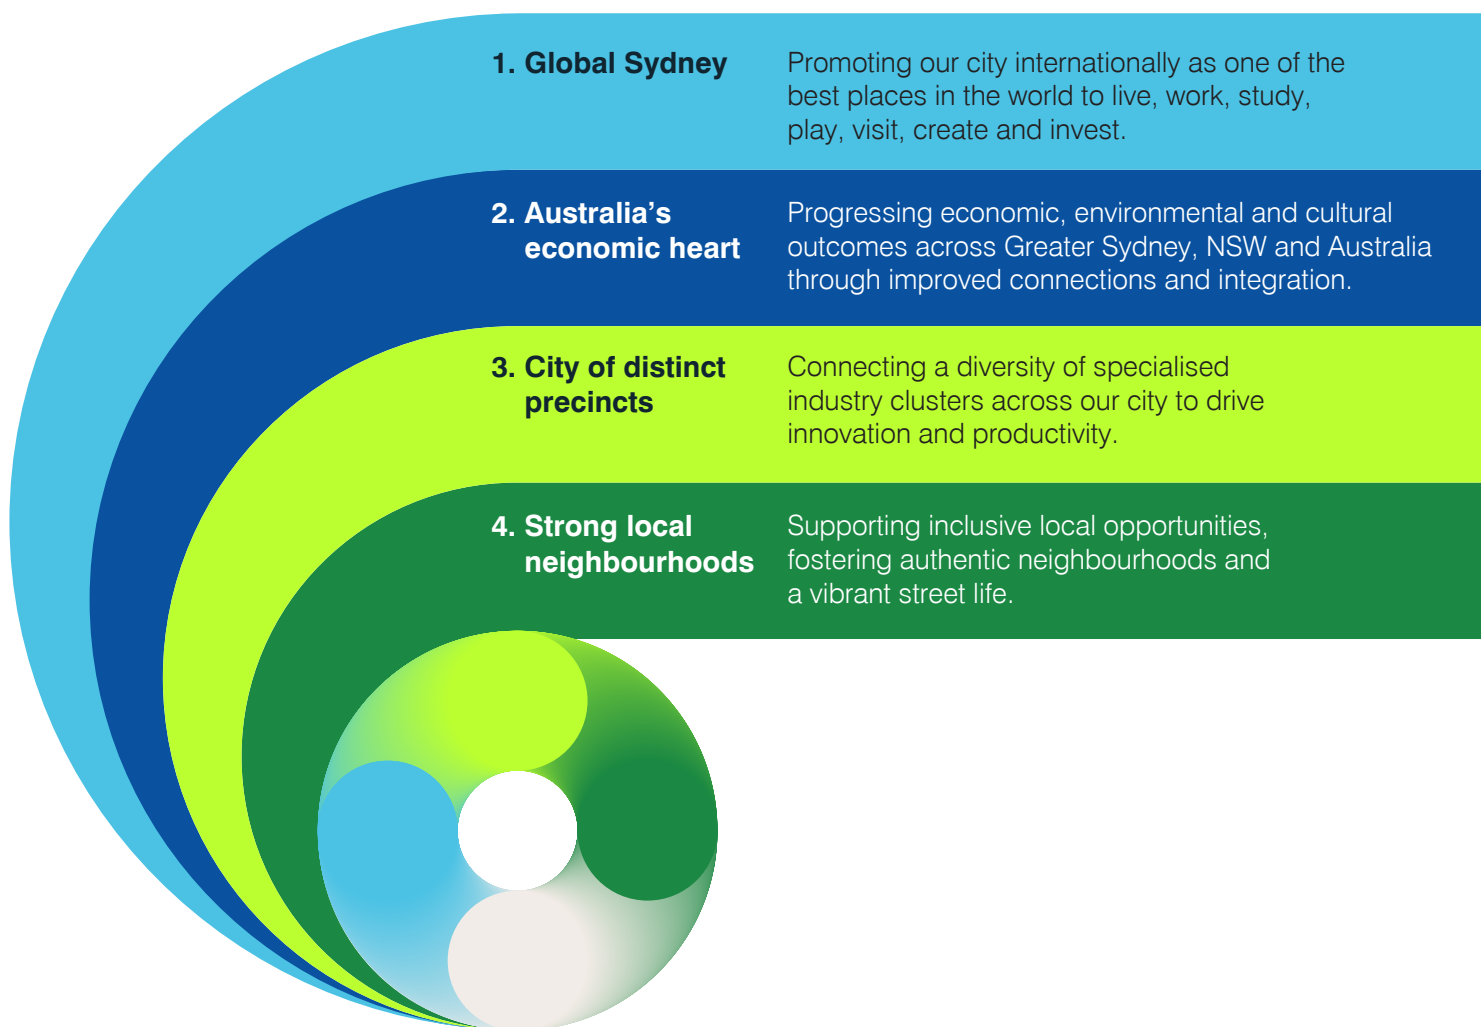 1. Global Sydney
Promoting our city internationally as one of the
best places in the world to live, work, study,
play, visit, create and invest.
2. Australia’s
economic heart
Progressing economic, environmental and cultural
outcomes across Greater Sydney, NSW and Australia
through improved connections and integration.
3. City of distinct
precincts
Connecting a diversity of specialised
industry clusters across our city to drive
innovation and productivity.
4. Strong local
neighbourhoods
Supporting inclusive local opportunities,
fostering authentic neighbourhoods and
a vibrant street life.